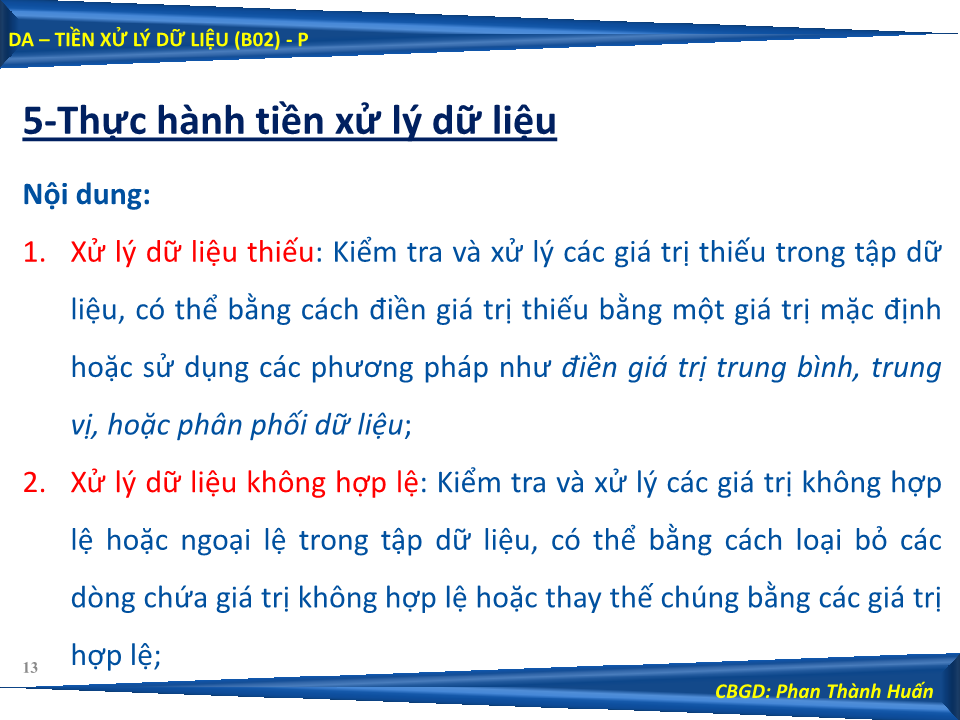 DA – TIỀN XỬ LÝ DỮ LIỆU (B02) - P
5-Thực hành tiền xử lý dữ liệu
Nội dung:
1. Xử lý dữ liệu thiếu: Kiểm tra và xử lý các giá trị thiếu trong tập dữ
liệu, có thể bằng cách điền giá trị thiếu bằng một giá trị mặc định
hoặc sử dụng các phương pháp như điền giá trị trung bình, trung
vị, hoặc phân phối dữ liệu;
2. Xử lý dữ liệu không hợp lệ: Kiểm tra và xử lý các giá trị không hợp
lệ hoặc ngoại lệ trong tập dữ liệu, có thể bằng cách loại bỏ các
dòng chứa giá trị không hợp lệ hoặc thay thế chúng bằng các giá trị
hợp lệ;
13
CBGD: Phan Thành Huấn